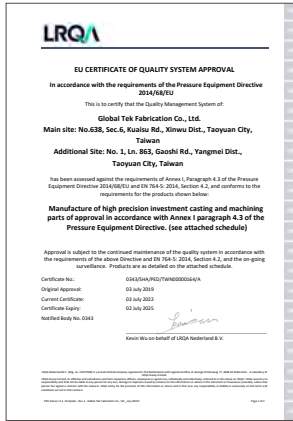 LRQA
EU CERTIFICATE OF QUALITY SYSTEM APPROVAL
In accordance with the requirements of the Pressure Equipment Directive
2014/68/EU
This is to certify that the Quality Management System of:
Global Tek Fabrication Co., Ltd.
Main site: No.638, Sec.6, Kuaisu Rd., Xinwu Dist., Taoyuan City,
Taiwan
Additional Site: No. 1, Ln. 863, Gaoshi Rd., Yangmei Dist.,
Taoyuan City, Taiwan
has been assessed against the requirements of Annex I, Paragraph 4.3 of the Pressure
Equipment Directive 2014/68/EU and EN 764-5: 2014, Section 4.2, and conforms to the
requirements for the products shown below:
Manufacture of high precision investment casting and machining
parts of approval in accordance with Annex I paragraph 4.3 of the
Pressure Equipment Directive. (see attached schedule)
Approval is subject to the continued maintenance of the quality system in accordance with
the requirements of the above Directive and EN 764-5: 2014, Section 4.2, and the on-going
surveillance. Products are as detailed on the attached schedule.
Certificate No.: 0343/SHA/PED/TWN00000164/A
Original Approval: 03 July 2019
Current Certificate: 03 July 2022
Certificate Expiry: 02 July 2025
Notified Body No. 0343
Kevin Wu on behalf of LRQA Nederland B.V.
Page 1 of 2